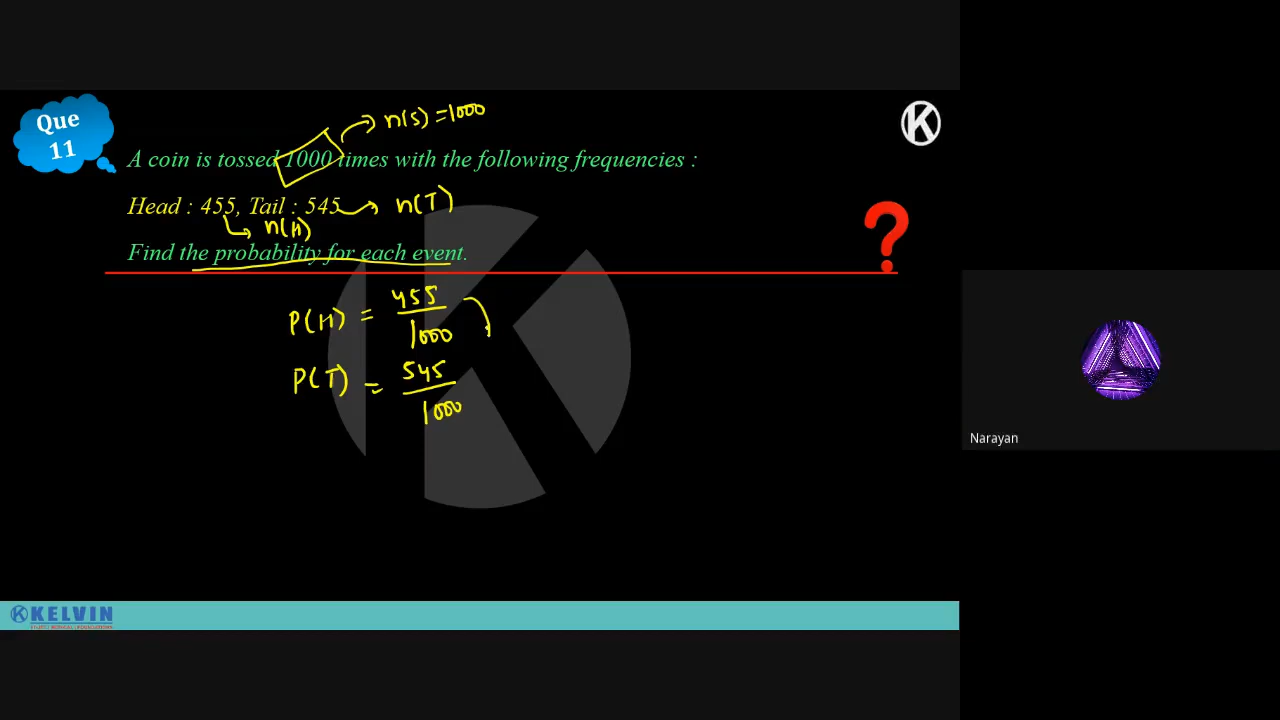 Que
11
n(s) = 1000
A coin is tossed 1000 times with the following frequencies :
Head : 455, Tail : 545
n(T)
n(H)
Find the probability for each event.
P(H) = 455/1000
P(T) = 545/1000
Narayan
KELVIN